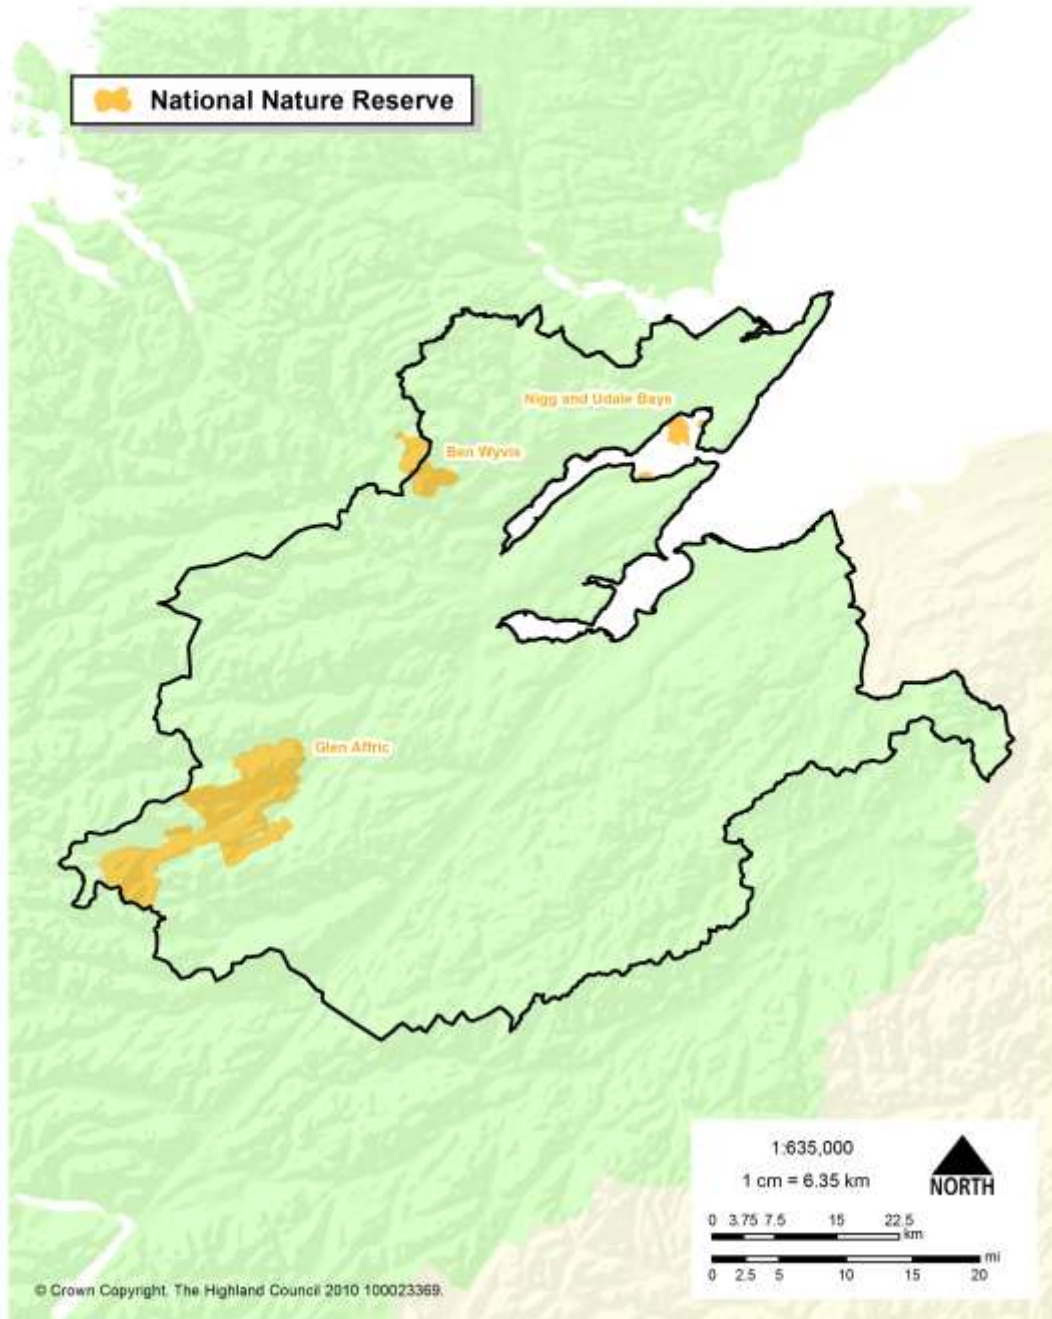 National Nature Reserve
Nigg and Udale Bays
Ben Wyvis
Glen Affric
1:635,000
1 cm = 6.35 km
NORTH
0 3.75 7.5 15 22.5
km
mi
0 2.5 5 10 15 20
© Crown Copyright. The Highland Council 2010 100023369.